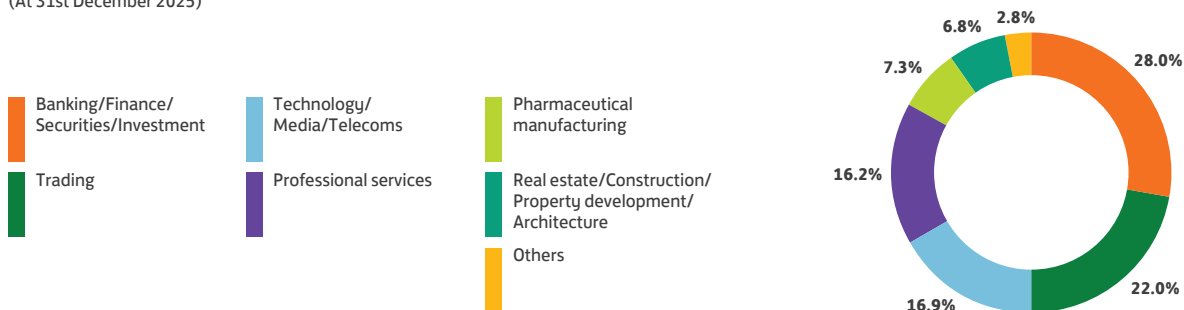 (At 31st December 2025)
Banking/Finance/
Securities/Investment
Trading
Technology/
Media/Telecoms
Professional services
Pharmaceutical
manufacturing
Real estate/Construction/
Property development/
Architecture
Others
2.8%
6.8%
28.0%
7.3%
16.2%
22.0%
16.9%